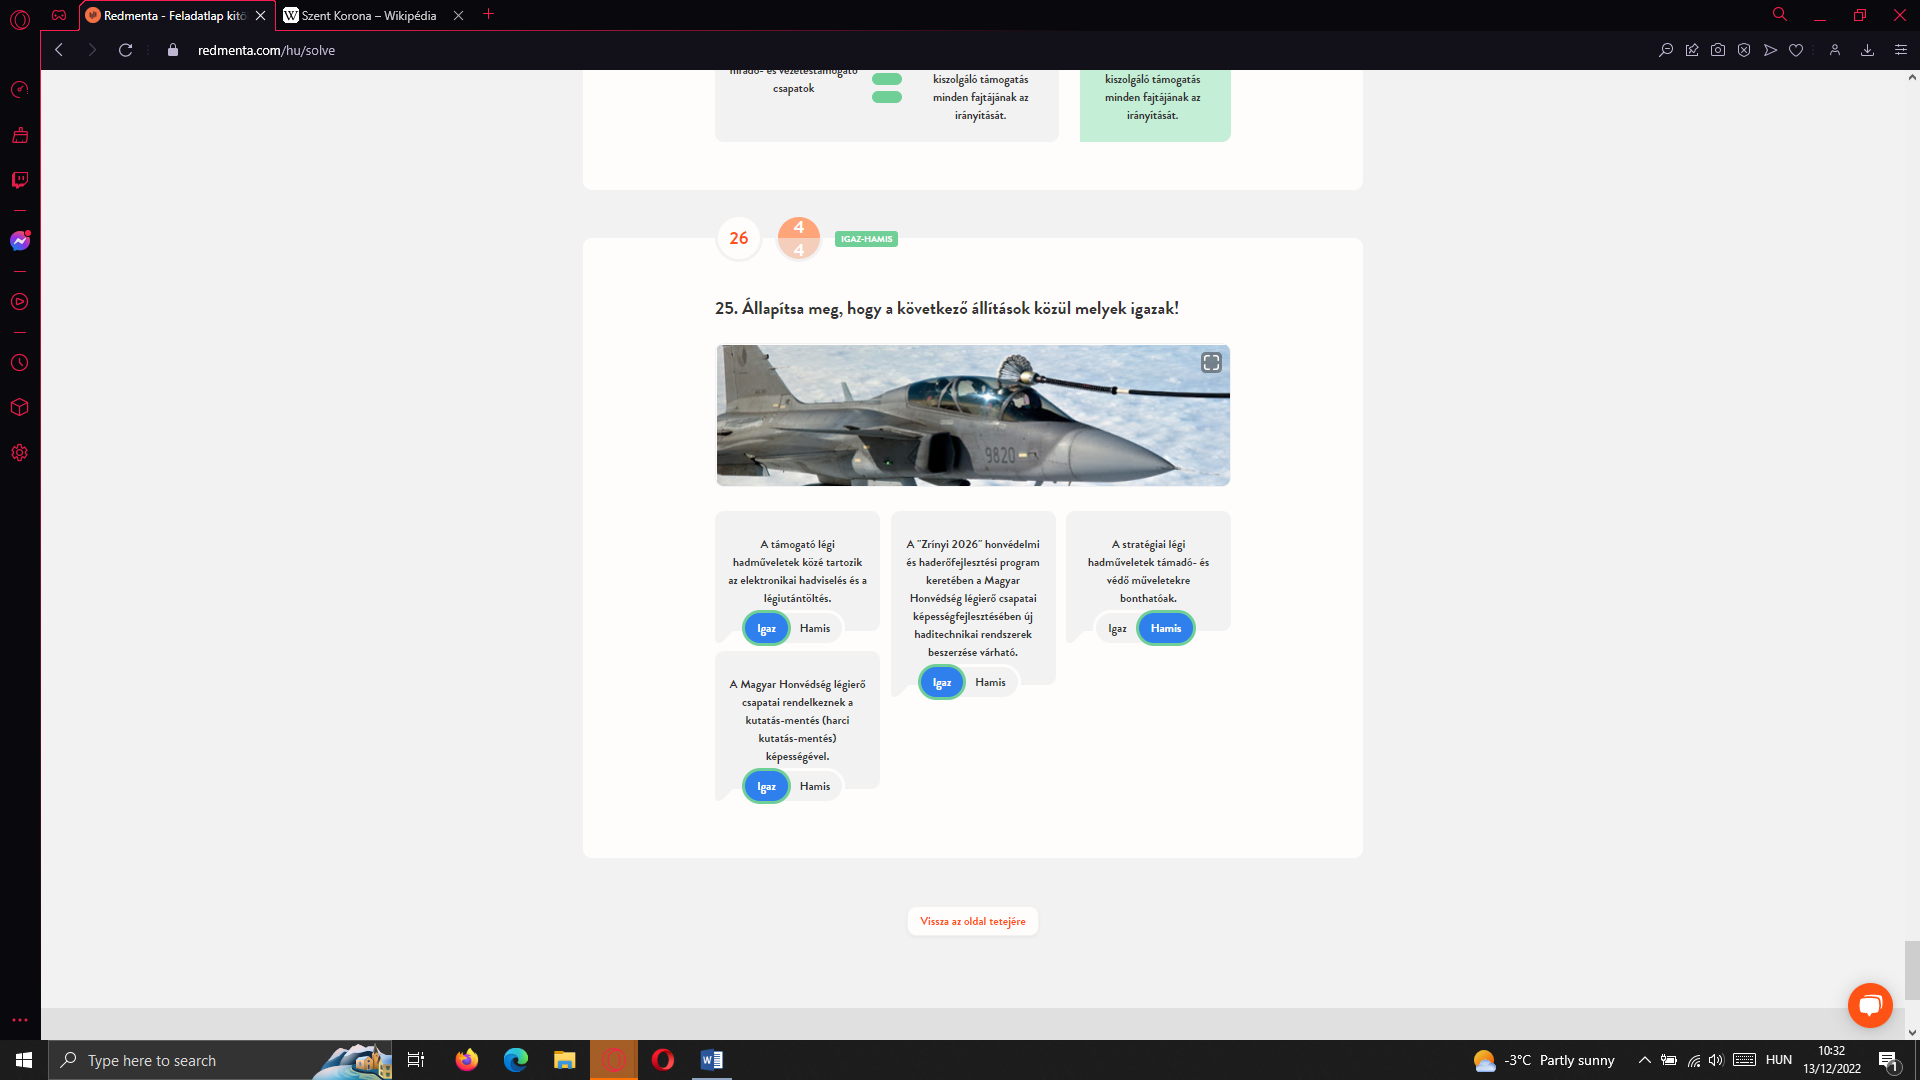 Redmenta - Feladatlap kitö
Szent Korona – Wikipédia
redmenta.com/hu/solve
híradó- és vezetéstámogató
csapatok
kiszolgáló támogatás
minden fajtájának az
irányítását.
kiszolgáló támogatás
minden fajtájának az
irányítását.
26
4
4
IGAZ-HAMIS
25. Állapítsa meg, hogy a következő állítások közül melyek igazak!
9820
A támogató légi
hadműveletek közé tartozik
az elektronikai hadviselés és a
légiutántöltés.
Igaz Hamis
A "Zrínyi 2026" honvédelmi
és haderőfejlesztési program
keretében a Magyar
Honvédség légierő csapatai
képességfejlesztésében új
haditechnikai rendszerek
beszerzése várható.
Igaz Hamis
A stratégiai légi
hadműveletek támadó- és
védő műveletekre
bonthatóak.
Igaz Hamis
A Magyar Honvédség légierő
csapatai rendelkeznek a
kutatás-mentés (harci
kutatás-mentés)
képességével.
Igaz Hamis
Vissza az oldal tetejére
Type here to search
-3°C Partly sunny
HUN
10:32
13/12/2022
1